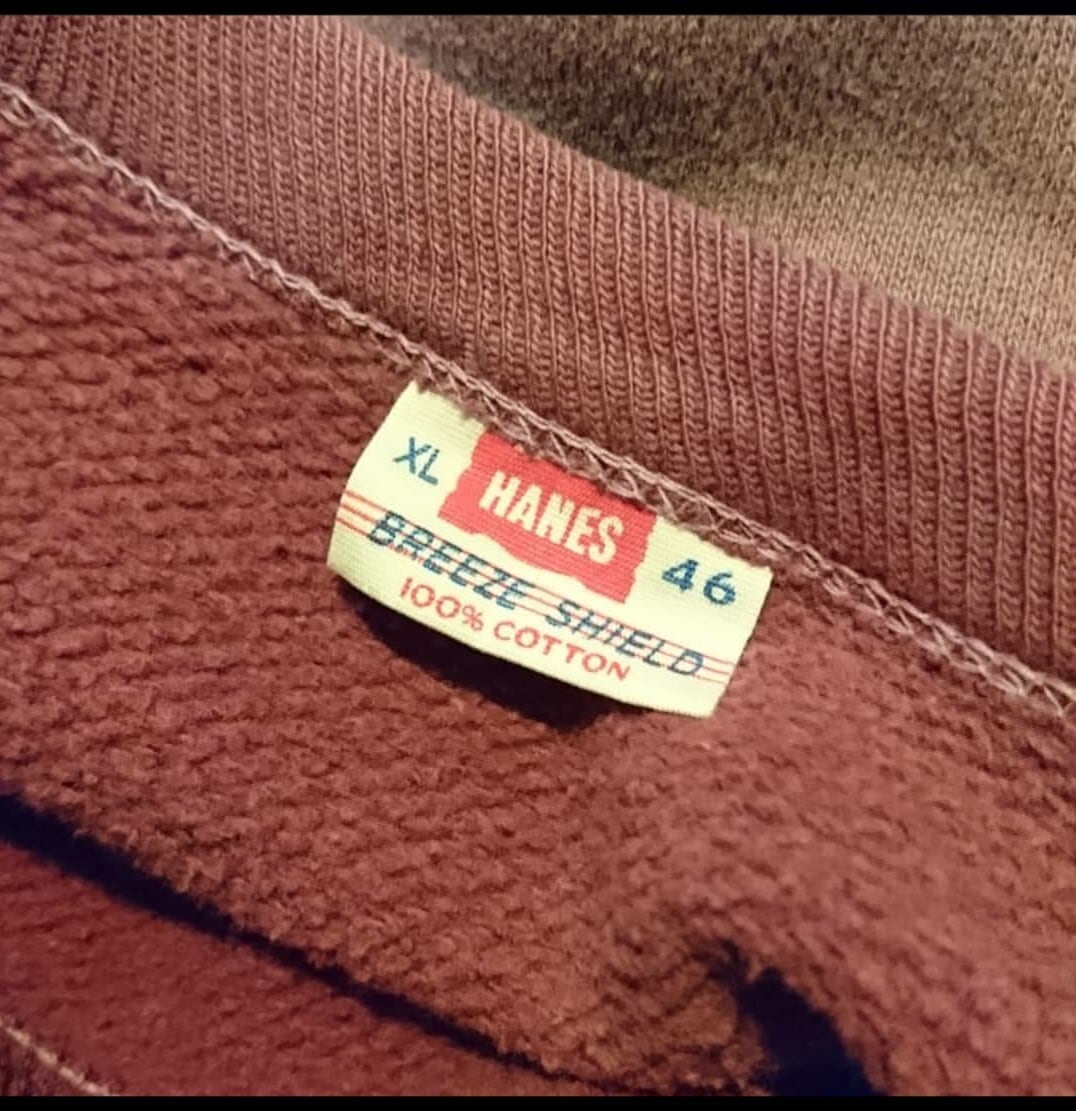 XL HANES 46
BREEZE SHIELD
100% COTTON